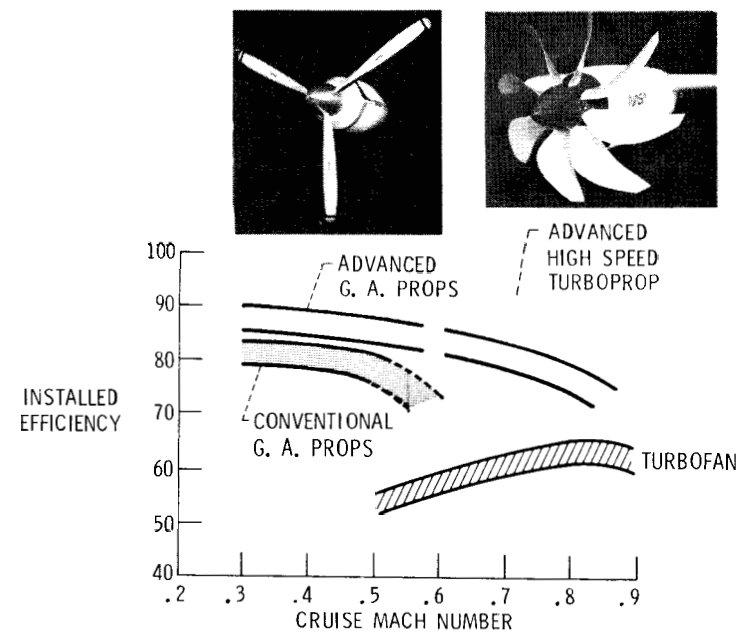 ADVANCED
HIGH SPEED
TURBOPROP
100
ADVANCED
G. A. PROPS
90
80
INSTALLED
EFFICIENCY
70
CONVENTIONAL
G. A. PROPS
60
TURBOFAN
50
40
.2 .3 .4 .5 .6 .7 .8 .9
CRUISE MACH NUMBER